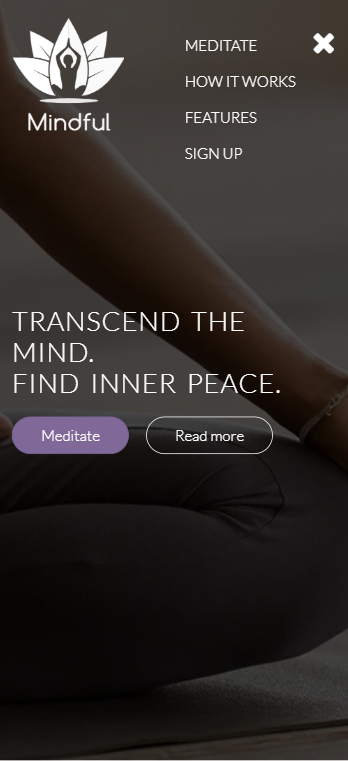 Mindful
MEDITATE
HOW IT WORKS
FEATURES
SIGN UP
TRANSCEND THE
MIND.
FIND INNER PEACE.
Meditate
Read more